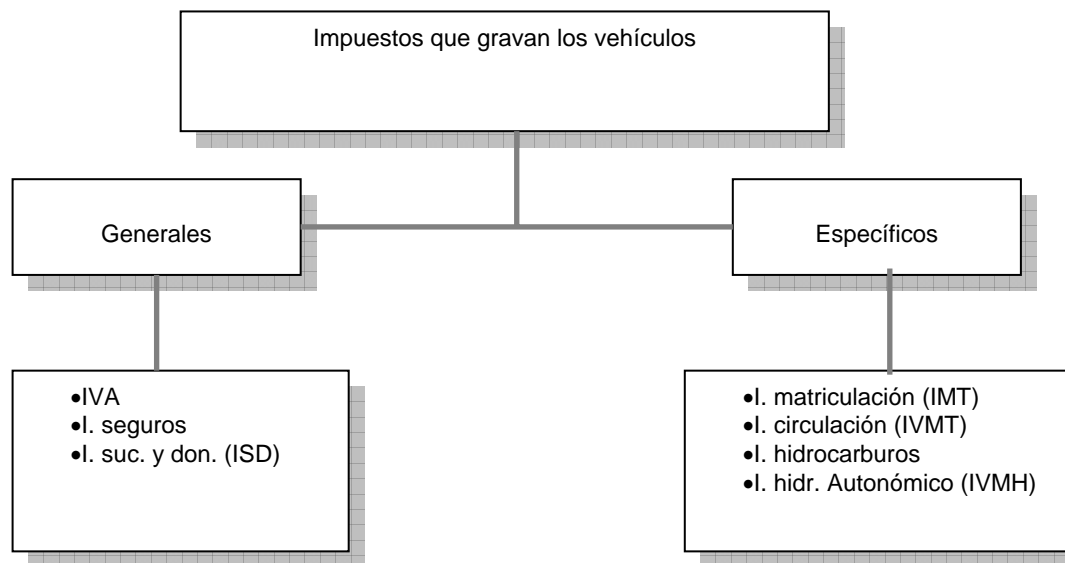 Impuestos que gravan los vehículos
Generales
Específicos
•IVA
•I. seguros
•I. suc. y don. (ISD)
•I. matriculación (IMT)
•I. circulación (IVMT)
•I. hidrocarburos
•I. hidr. Autonómico (IVMH)